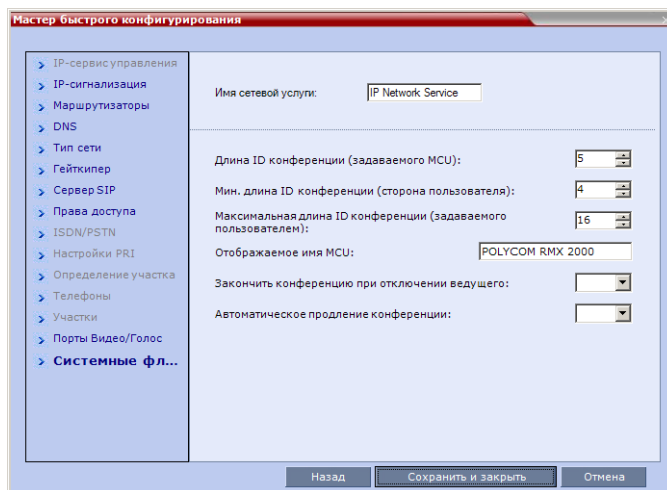 Мастер быстрого конфигурирования
IP-сервис управления
IP-сигнализация
Маршрутизаторы
DNS
Тип сети
Гейткипер
Сервер SIP
Права доступа
ISDN/PSTN
Настройки PRI
Определение участка
Телефоны
Участки
Порты Видео/Голос
Системные фл...
Имя сетевой услуги: IP Network Service
Длина ID конференции (задаваемого MCU): 5
Мин. длина ID конференции (сторона пользователя): 4
Максимальная длина ID конференции (задаваемого
пользователем): 16
Отображаемое имя MCU: POLYCOM RMX 2000
Закончить конференцию при отключении ведущего:
Автоматическое продление конференции:
Назад Сохранить и закрыть Отмена